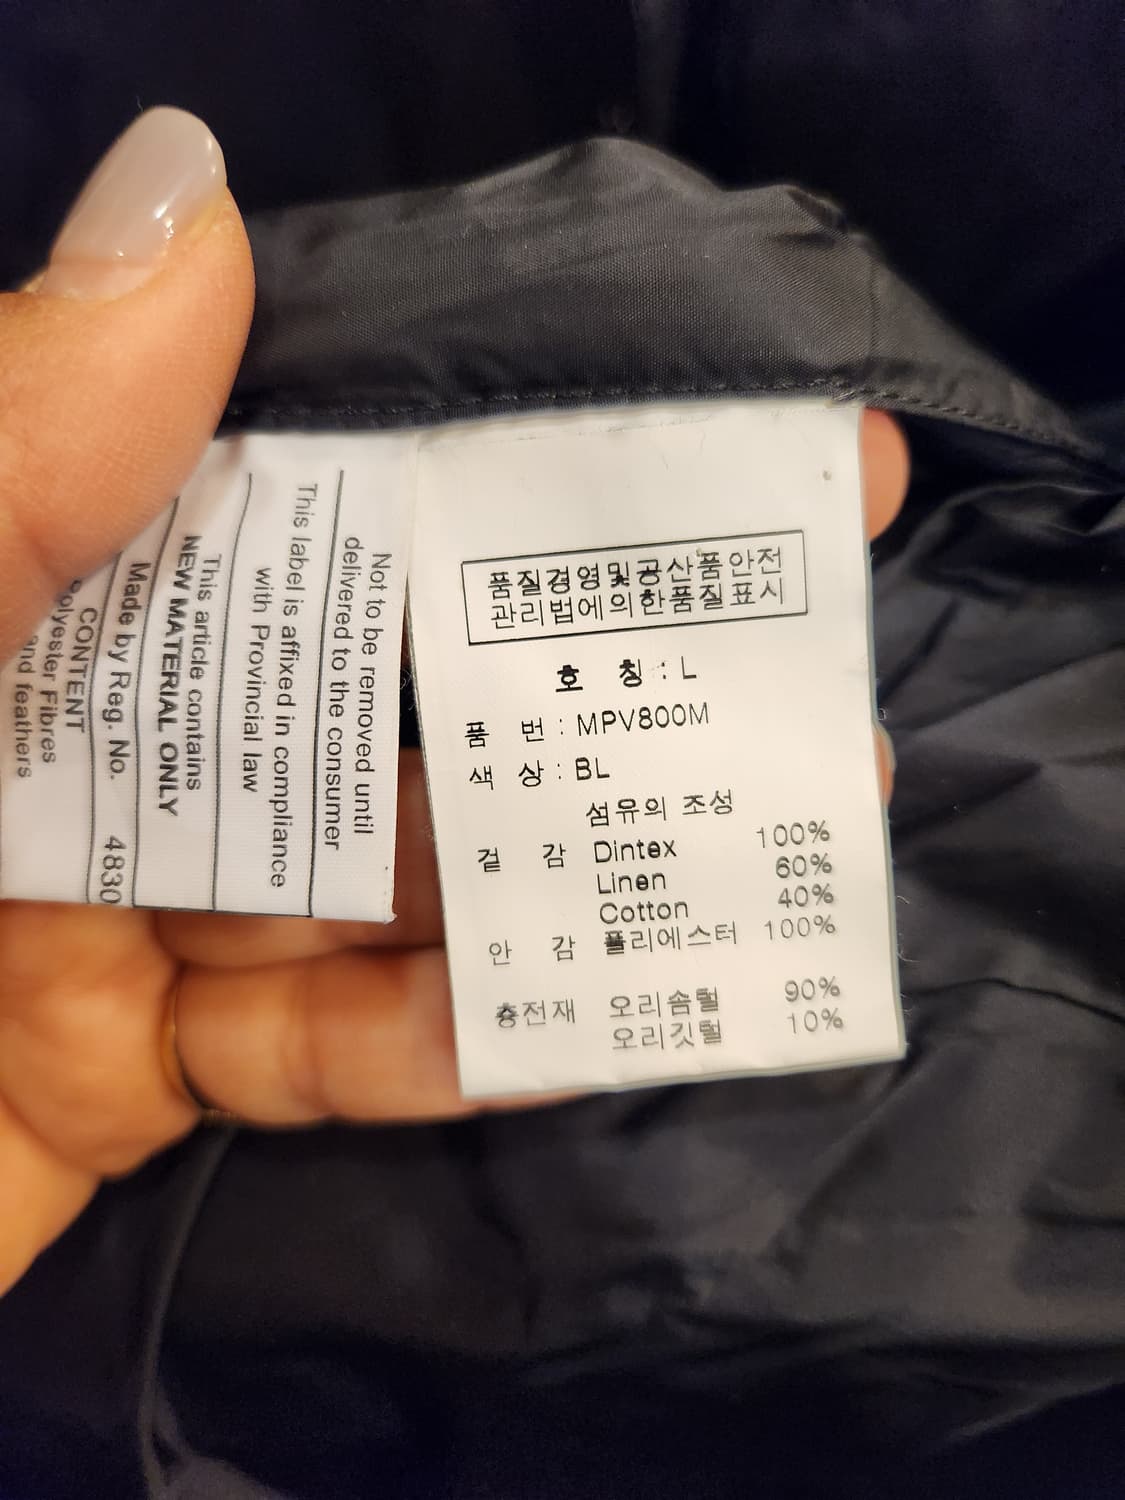 Not to be removed until
delivered to the consumer
This label is affixed in compliance
with Provincial law
This article contains
NEW MATERIAL ONLY
Made by Reg. No. 4830
CONTENT
olyester Fibres
and feathers
품질경영및공산품안전
관리법에의한품질표시
호 칭 : L
품 번 : MPV800M
색 상 : BL
섬유의 조성
겉 감 Dintex 100%
Linen 60%
Cotton 40%
안 감 폴리에스터 100%
충전재 오리솜털 90%
오리깃털 10%